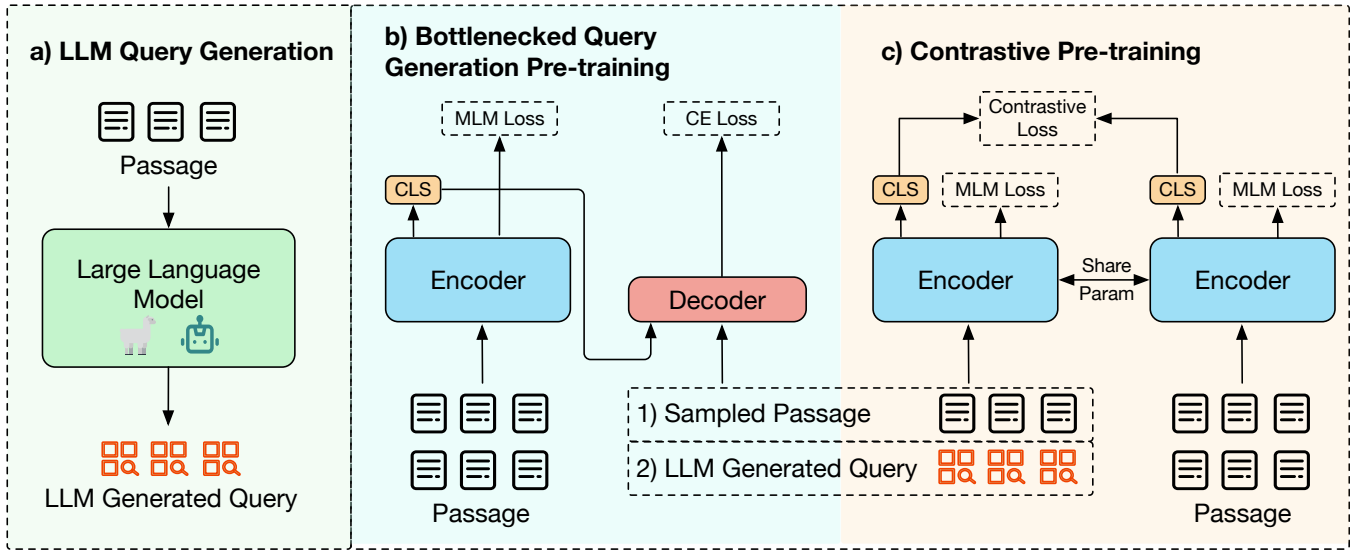 a) LLM Query Generation
Passage
Large Language
Model
LLM Generated Query
b) Bottlenecked Query
Generation Pre-training
MLM Loss
CE Loss
CLS
Encoder
Decoder
Passage
1) Sampled Passage
2) LLM Generated Query
c) Contrastive Pre-training
Contrastive
Loss
CLS
MLM Loss
CLS
MLM Loss
Encoder
Share
Param
Encoder
Passage